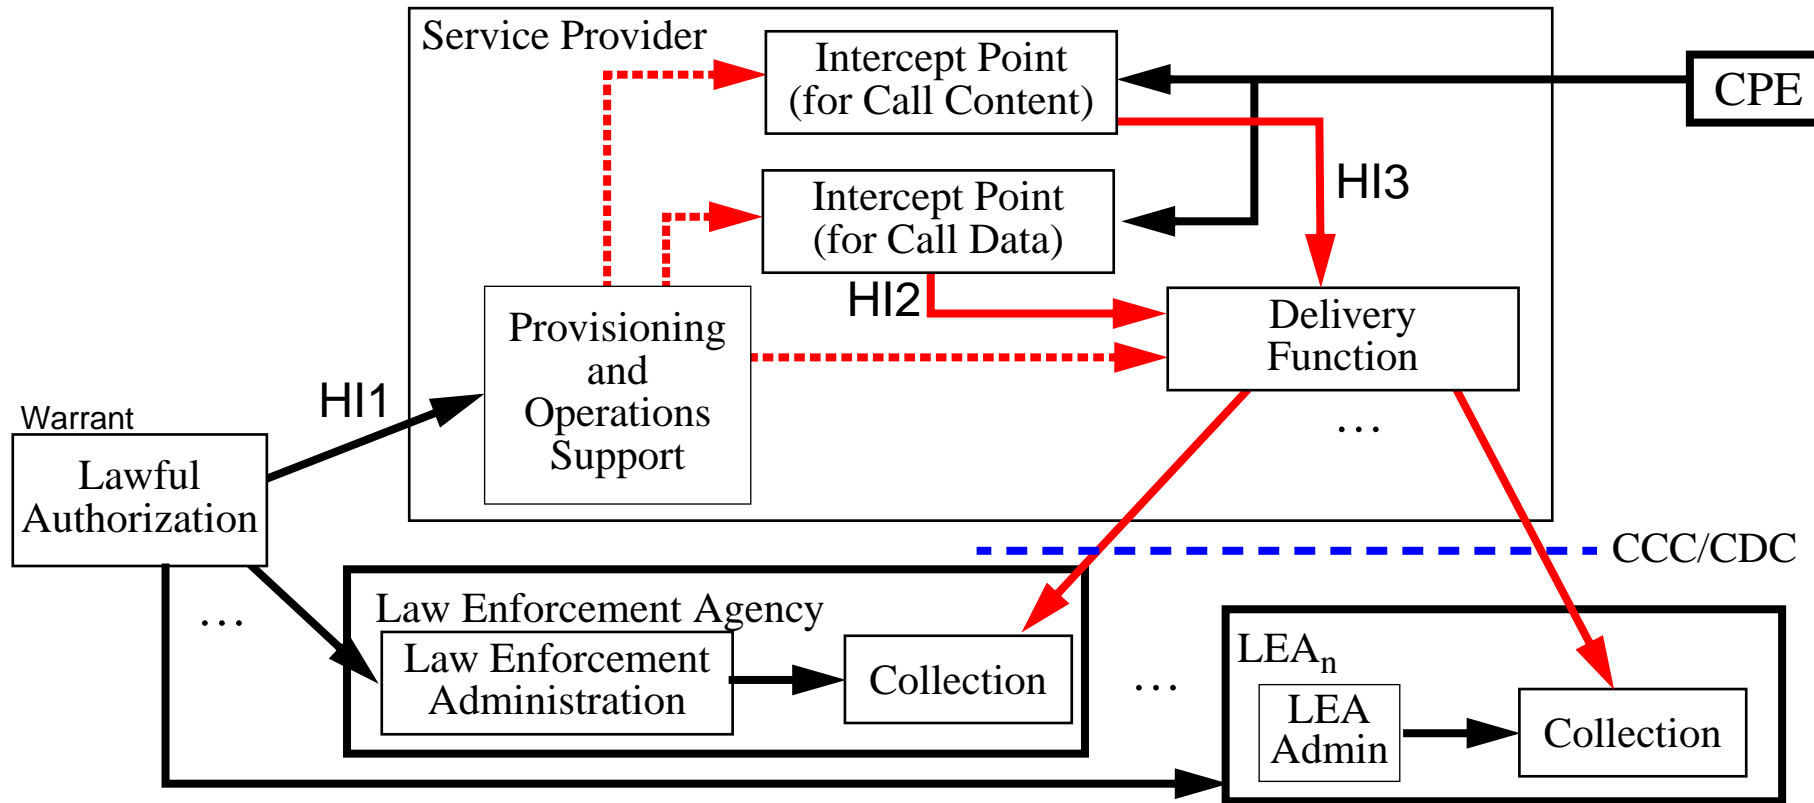 Service Provider
Intercept Point
(for Call Content)
CPE
HI3
Intercept Point
(for Call Data)
HI2
Provisioning
and
Operations
Support
Delivery
Function
...
HI1
Warrant
Lawful
Authorization
...
CCC/CDC
Law Enforcement Agency
Law Enforcement
Administration
Collection
...
LEAn
LEA
Admin
Collection